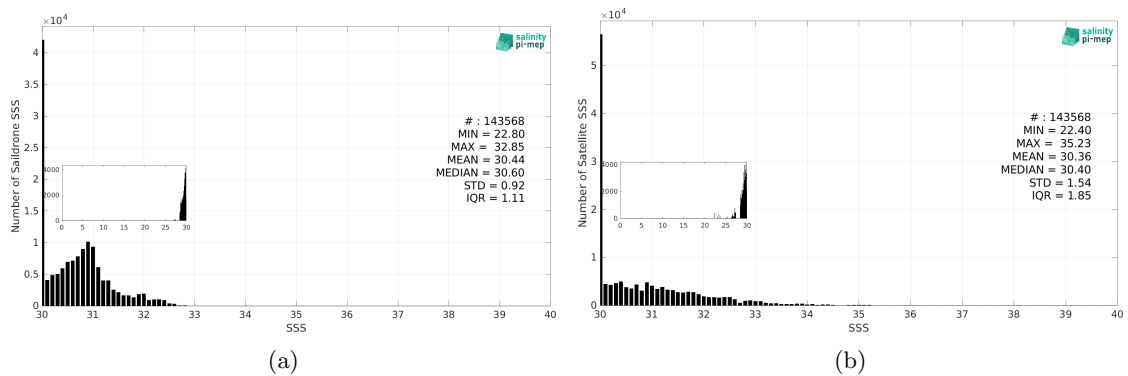 ×10⁴
4
3.5
3
2.5
2
1.5
1
0.5
0
Number of Saildrone SSS
salinity
pi-mep
# : 143568
MIN = 22.80
MAX = 32.85
MEAN = 30.44
MEDIAN = 30.60
STD = 0.92
IQR = 1.11
4000
2000
0
0 5 10 15 20 25 30
30 31 32 33 34 35 36 37 38 39 40
SSS
(a)
×10⁴
5
4
3
2
1
0
Number of Satellite SSS
salinity
pi-mep
# : 143568
MIN = 22.40
MAX = 35.23
MEAN = 30.36
MEDIAN = 30.40
STD = 1.54
IQR = 1.85
4000
2000
0
0 5 10 15 20 25 30
30 31 32 33 34 35 36 37 38 39 40
SSS
(b)